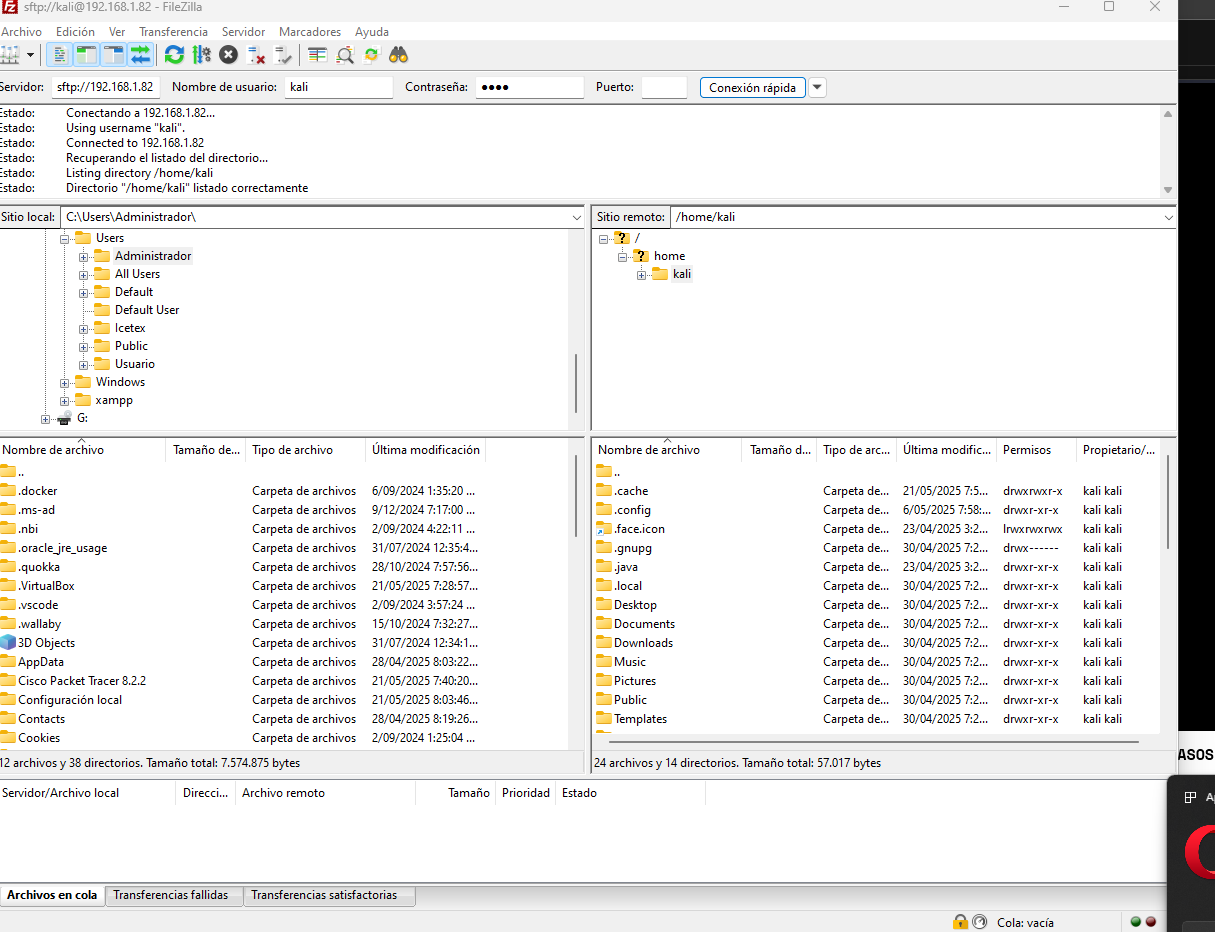 sftp://kali@192.168.1.82 - FileZilla
Archivo Edición Ver Transferencia Servidor Marcadores Ayuda
Servidor: sftp://192.168.1.82 Nombre de usuario: kali Contraseña: •••• Puerto: Conexión rápida
Estado: Conectando a 192.168.1.82...
Estado: Using username "kali".
Estado: Connected to 192.168.1.82
Estado: Recuperando el listado del directorio...
Estado: Listing directory /home/kali
Estado: Directorio "/home/kali" listado correctamente
Sitio local: C:\Users\Administrador\
Users
Administrador
All Users
Default
Default User
Icetex
Public
Usuario
Windows
xampp
G:
Sitio remoto: /home/kali
/
home
kali
Nombre de archivo Tamaño de... Tipo de archivo Última modificación
..
.docker Carpeta de archivos 6/09/2024 1:35:20 ...
.ms-ad Carpeta de archivos 9/12/2024 7:17:00 ...
.nbi Carpeta de archivos 2/09/2024 4:22:11 ...
.oracle_jre_usage Carpeta de archivos 31/07/2024 12:35:4...
.quokka Carpeta de archivos 28/10/2024 7:57:56...
.VirtualBox Carpeta de archivos 21/05/2025 7:28:57...
.vscode Carpeta de archivos 2/09/2024 3:57:24 ...
.wallaby Carpeta de archivos 15/10/2024 7:32:27...
3D Objects Carpeta de archivos 31/07/2024 12:34:1...
AppData Carpeta de archivos 28/04/2025 8:03:22...
Cisco Packet Tracer 8.2.2 Carpeta de archivos 21/05/2025 7:40:20...
Configuración local Carpeta de archivos 21/05/2025 8:03:46...
Contacts Carpeta de archivos 28/04/2025 8:19:26...
Cookies Carpeta de archivos 2/09/2024 1:25:04 ...
12 archivos y 38 directorios. Tamaño total: 7.574.875 bytes
Nombre de archivo Tamaño d... Tipo de arc... Última modific... Permisos Propietario/...
..
.cache Carpeta de... 21/05/2025 7:5... drwxrwxr-x kali kali
.config Carpeta de... 6/05/2025 7:58:... drwxr-xr-x kali kali
.face.icon Carpeta de... 23/04/2025 3:2... lrwxrwxrwx kali kali
.gnupg Carpeta de... 30/04/2025 7:2... drwx------ kali kali
.java Carpeta de... 23/04/2025 3:2... drwxr-xr-x kali kali
.local Carpeta de... 30/04/2025 7:2... drwxr-xr-x kali kali
Desktop Carpeta de... 30/04/2025 7:2... drwxr-xr-x kali kali
Documents Carpeta de... 30/04/2025 7:2... drwxr-xr-x kali kali
Downloads Carpeta de... 30/04/2025 7:2... drwxr-xr-x kali kali
Music Carpeta de... 30/04/2025 7:2... drwxr-xr-x kali kali
Pictures Carpeta de... 30/04/2025 7:2... drwxr-xr-x kali kali
Public Carpeta de... 30/04/2025 7:2... drwxr-xr-x kali kali
Templates Carpeta de... 30/04/2025 7:2... drwxr-xr-x kali kali
24 archivos y 14 directorios. Tamaño total: 57.017 bytes
ASOS
Servidor/Archivo local Direcci... Archivo remoto Tamaño Prioridad Estado
Archivos en cola Transferencias fallidas Transferencias satisfactorias
Cola: vacía